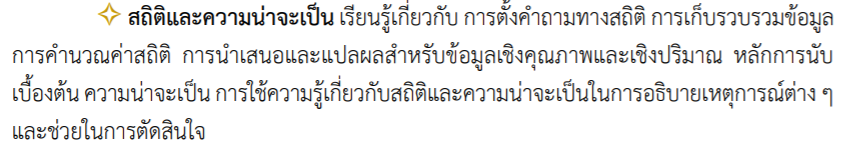 ✧ สถิติและความน่าจะเป็น เรียนรู้เกี่ยวกับ การตั้งคำถามทางสถิติ การเก็บรวบรวมข้อมูล
การคำนวณค่าสถิติ การนำเสนอและแปลผลสำหรับข้อมูลเชิงคุณภาพและเชิงปริมาณ หลักการนับ
เบื้องต้น ความน่าจะเป็น การใช้ความรู้เกี่ยวกับสถิติและความน่าจะเป็นในการอธิบายเหตุการณ์ต่าง ๆ
และช่วยในการตัดสินใจ